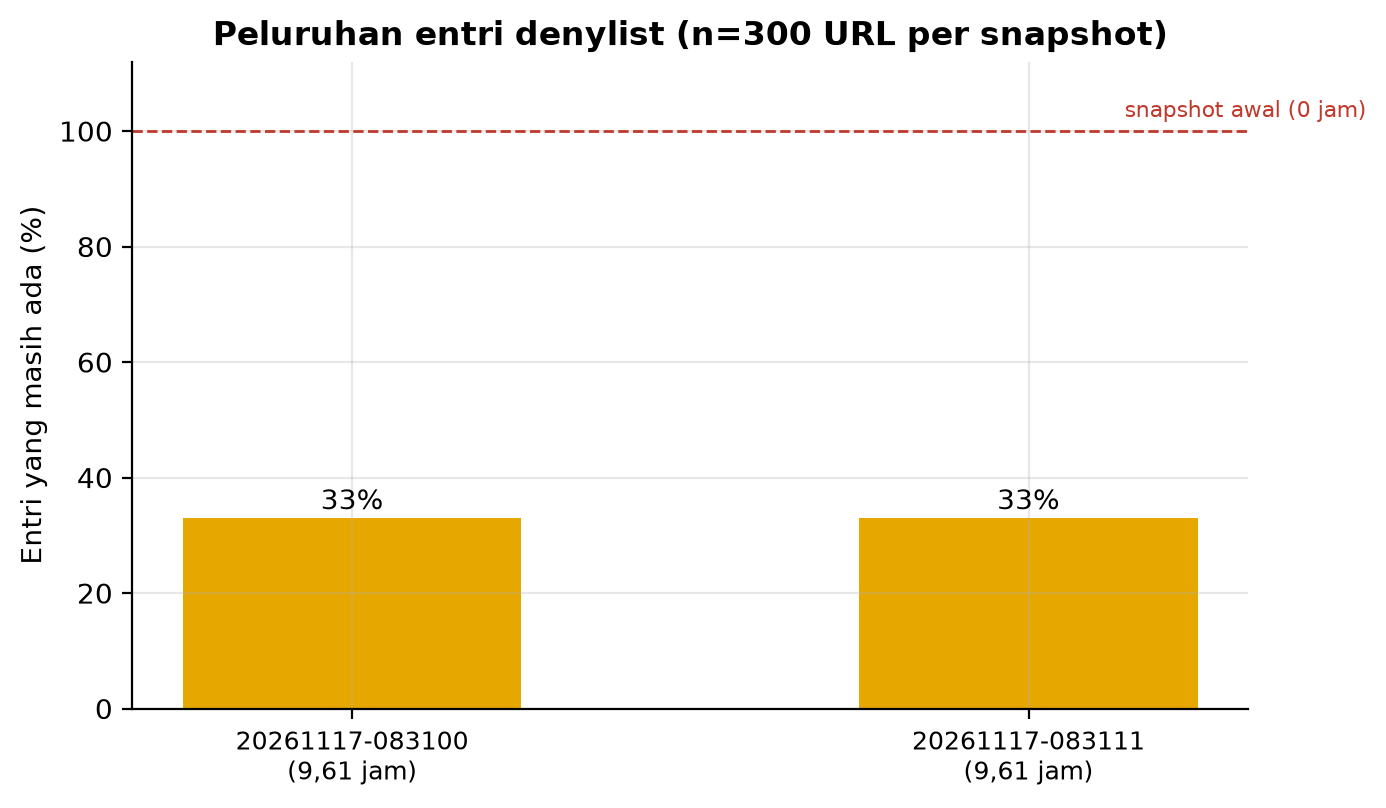 Peluruhan entri denylist (n=300 URL per snapshot)
snapshot awal (0 jam)
Entri yang masih ada (%)
100
80
60
40
20
0
33%
33%
20261117-083100
(9,61 jam)
20261117-083111
(9,61 jam)